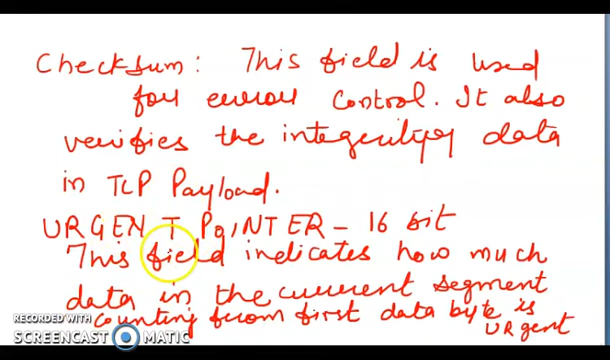 Checksum: This field is used
for error control. It also
verifies the integerity of data
in TCP Payload.
URGENT POINTER - 16 bit
This field indicates how much
data in the current segment
counting from first data byte is
urgent
RECORDED WITH
SCREENCAST MATIC